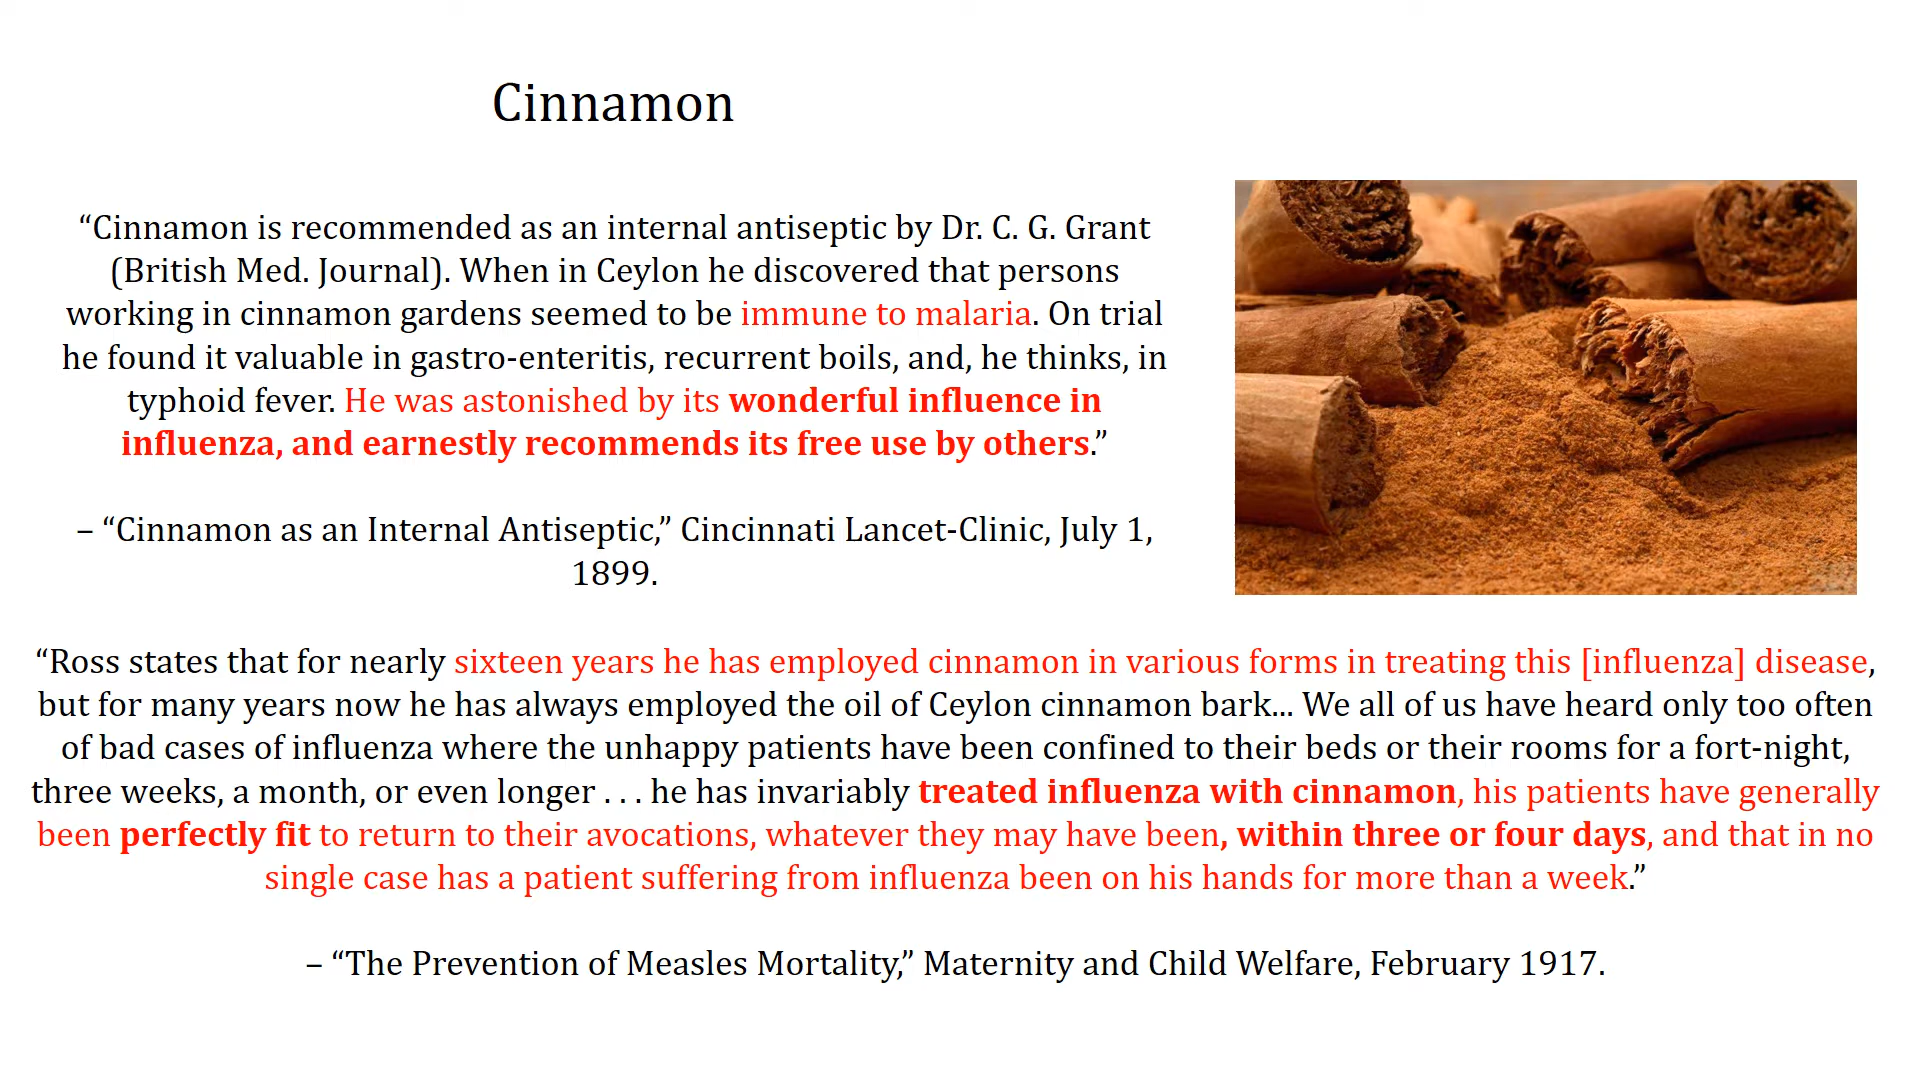 Cinnamon
“Cinnamon is recommended as an internal antiseptic by Dr. C. G. Grant
(British Med. Journal). When in Ceylon he discovered that persons
working in cinnamon gardens seemed to be immune to malaria. On trial
he found it valuable in gastro-enteritis, recurrent boils, and, he thinks, in
typhoid fever. He was astonished by its wonderful influence in
influenza, and earnestly recommends its free use by others.”
– “Cinnamon as an Internal Antiseptic,” Cincinnati Lancet-Clinic, July 1,
1899.
“Ross states that for nearly sixteen years he has employed cinnamon in various forms in treating this [influenza] disease,
but for many years now he has always employed the oil of Ceylon cinnamon bark... We all of us have heard only too often
of bad cases of influenza where the unhappy patients have been confined to their beds or their rooms for a fort-night,
three weeks, a month, or even longer . . . he has invariably treated influenza with cinnamon, his patients have generally
been perfectly fit to return to their avocations, whatever they may have been, within three or four days, and that in no
single case has a patient suffering from influenza been on his hands for more than a week.”
– “The Prevention of Measles Mortality,” Maternity and Child Welfare, February 1917.